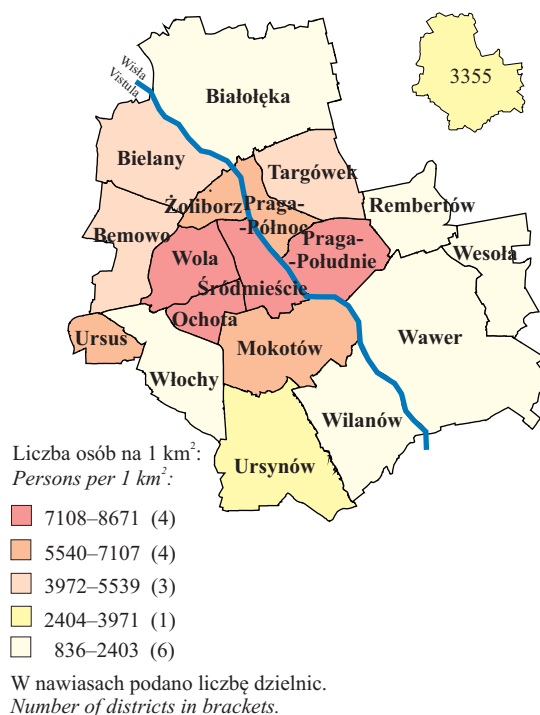 Wisła
Vistula
3355
Białołęka
Bielany
Targówek
Żoliborz
Praga-
-Północ
Rembertów
Bemowo
Praga-
-Południe
Wola
Wesoła
Śródmieście
Ochota
Ursus
Mokotów
Wawer
Włochy
Wilanów
Ursynów
Liczba osób na 1 km²:
Persons per 1 km²:
7108–8671 (4)
5540–7107 (4)
3972–5539 (3)
2404–3971 (1)
836–2403 (6)
W nawiasach podano liczbę dzielnic.
Number of districts in brackets.